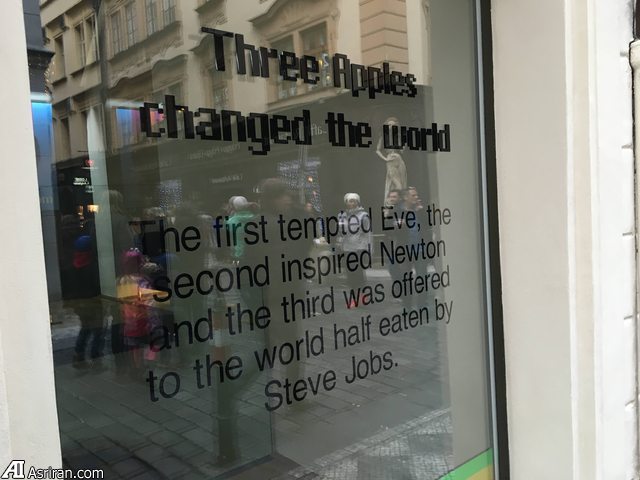 Three Apples
changed the world
The first tempted Eve, the
second inspired Newton
and the third was offered
to the world half eaten by
Steve Jobs.
Asriran.com